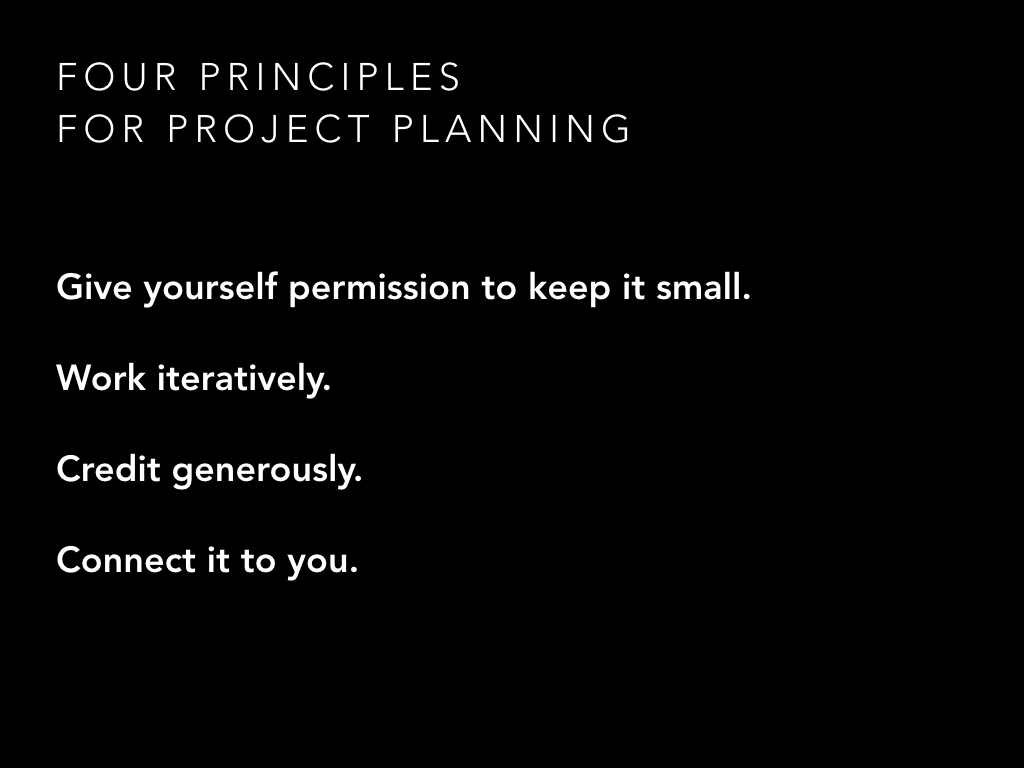 FOUR PRINCIPLES
FOR PROJECT PLANNING
Give yourself permission to keep it small.
Work iteratively.
Credit generously.
Connect it to you.